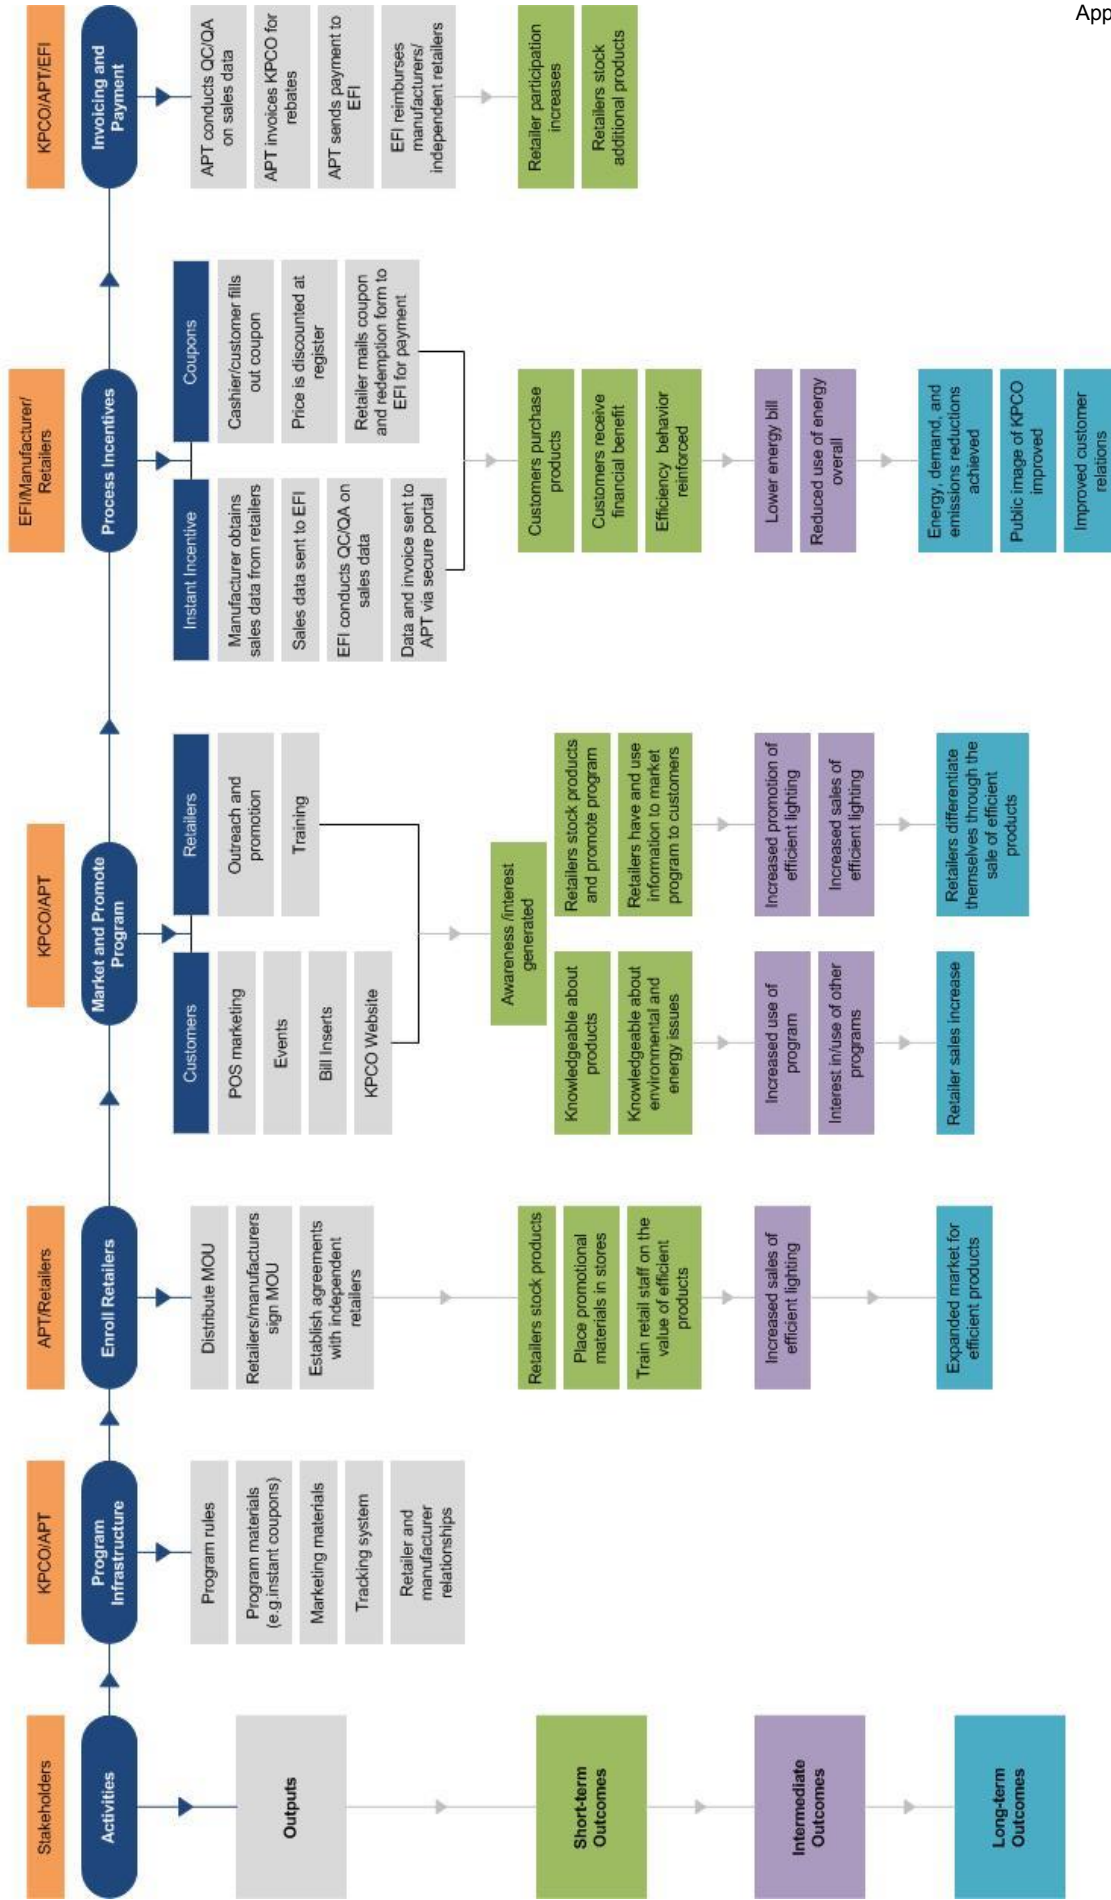 App
Stakeholders
KPCO/APT
APT/Retailers
KPCO/APT
EFI/Manufacturer/
Retailers
KPCO/APT/EFI
Activities
Program
Infrastructure
Enroll Retailers
Market and Promote
Program
Process Incentives
Invoicing and
Payment
Outputs
Program rules
Program materials
(e.g.instant coupons)
Marketing materials
Tracking system
Retailer and
manufacturer
relationships
Distribute MOU
Retailers/manufacturers
sign MOU
Establish agreements
with independent
retailers
Customers
POS marketing
Events
Bill Inserts
KPCO Website
Retailers
Outreach and
promotion
Training
Instant Incentive
Manufacturer obtains
sales data from retailers
Sales data sent to EFI
EFI conducts QC/QA on
sales data
Data and invoice sent to
APT via secure portal
Coupons
Cashier/customer fills
out coupon
Price is discounted at
register
Retailer mails coupon
and redemption form to
EFI for payment
APT conducts QC/QA
on sales data
APT invoices KPCO for
rebates
APT sends payment to
EFI
EFI reimburses
manufacturers/
independent retailers
Short-term
Outcomes
Retailers stock products
Place promotional
materials in stores
Train retail staff on the
value of efficient
products
Awareness /interest
generated
Knowledgeable about
products
Knowledgeable about
environmental and
energy issues
Retailers stock products
and promote program
Retailers have and use
information to market
program to customers
Customers purchase
products
Customers receive
financial benefit
Efficiency behavior
reinforced
Retailer participation
increases
Retailers stock
additional products
Intermediate
Outcomes
Increased sales of
efficient lighting
Increased use of
program
Interest in/use of other
programs
Increased promotion of
efficient lighting
Increased sales of
efficient lighting
Lower energy bill
Reduced use of energy
overall
Long-term
Outcomes
Expanded market for
efficient products
Retailer sales increase
Retailers differentiate
themselves through the
sale of efficient
products
Energy, demand, and
emissions reductions
achieved
Public image of KPCO
improved
Improved customer
relations